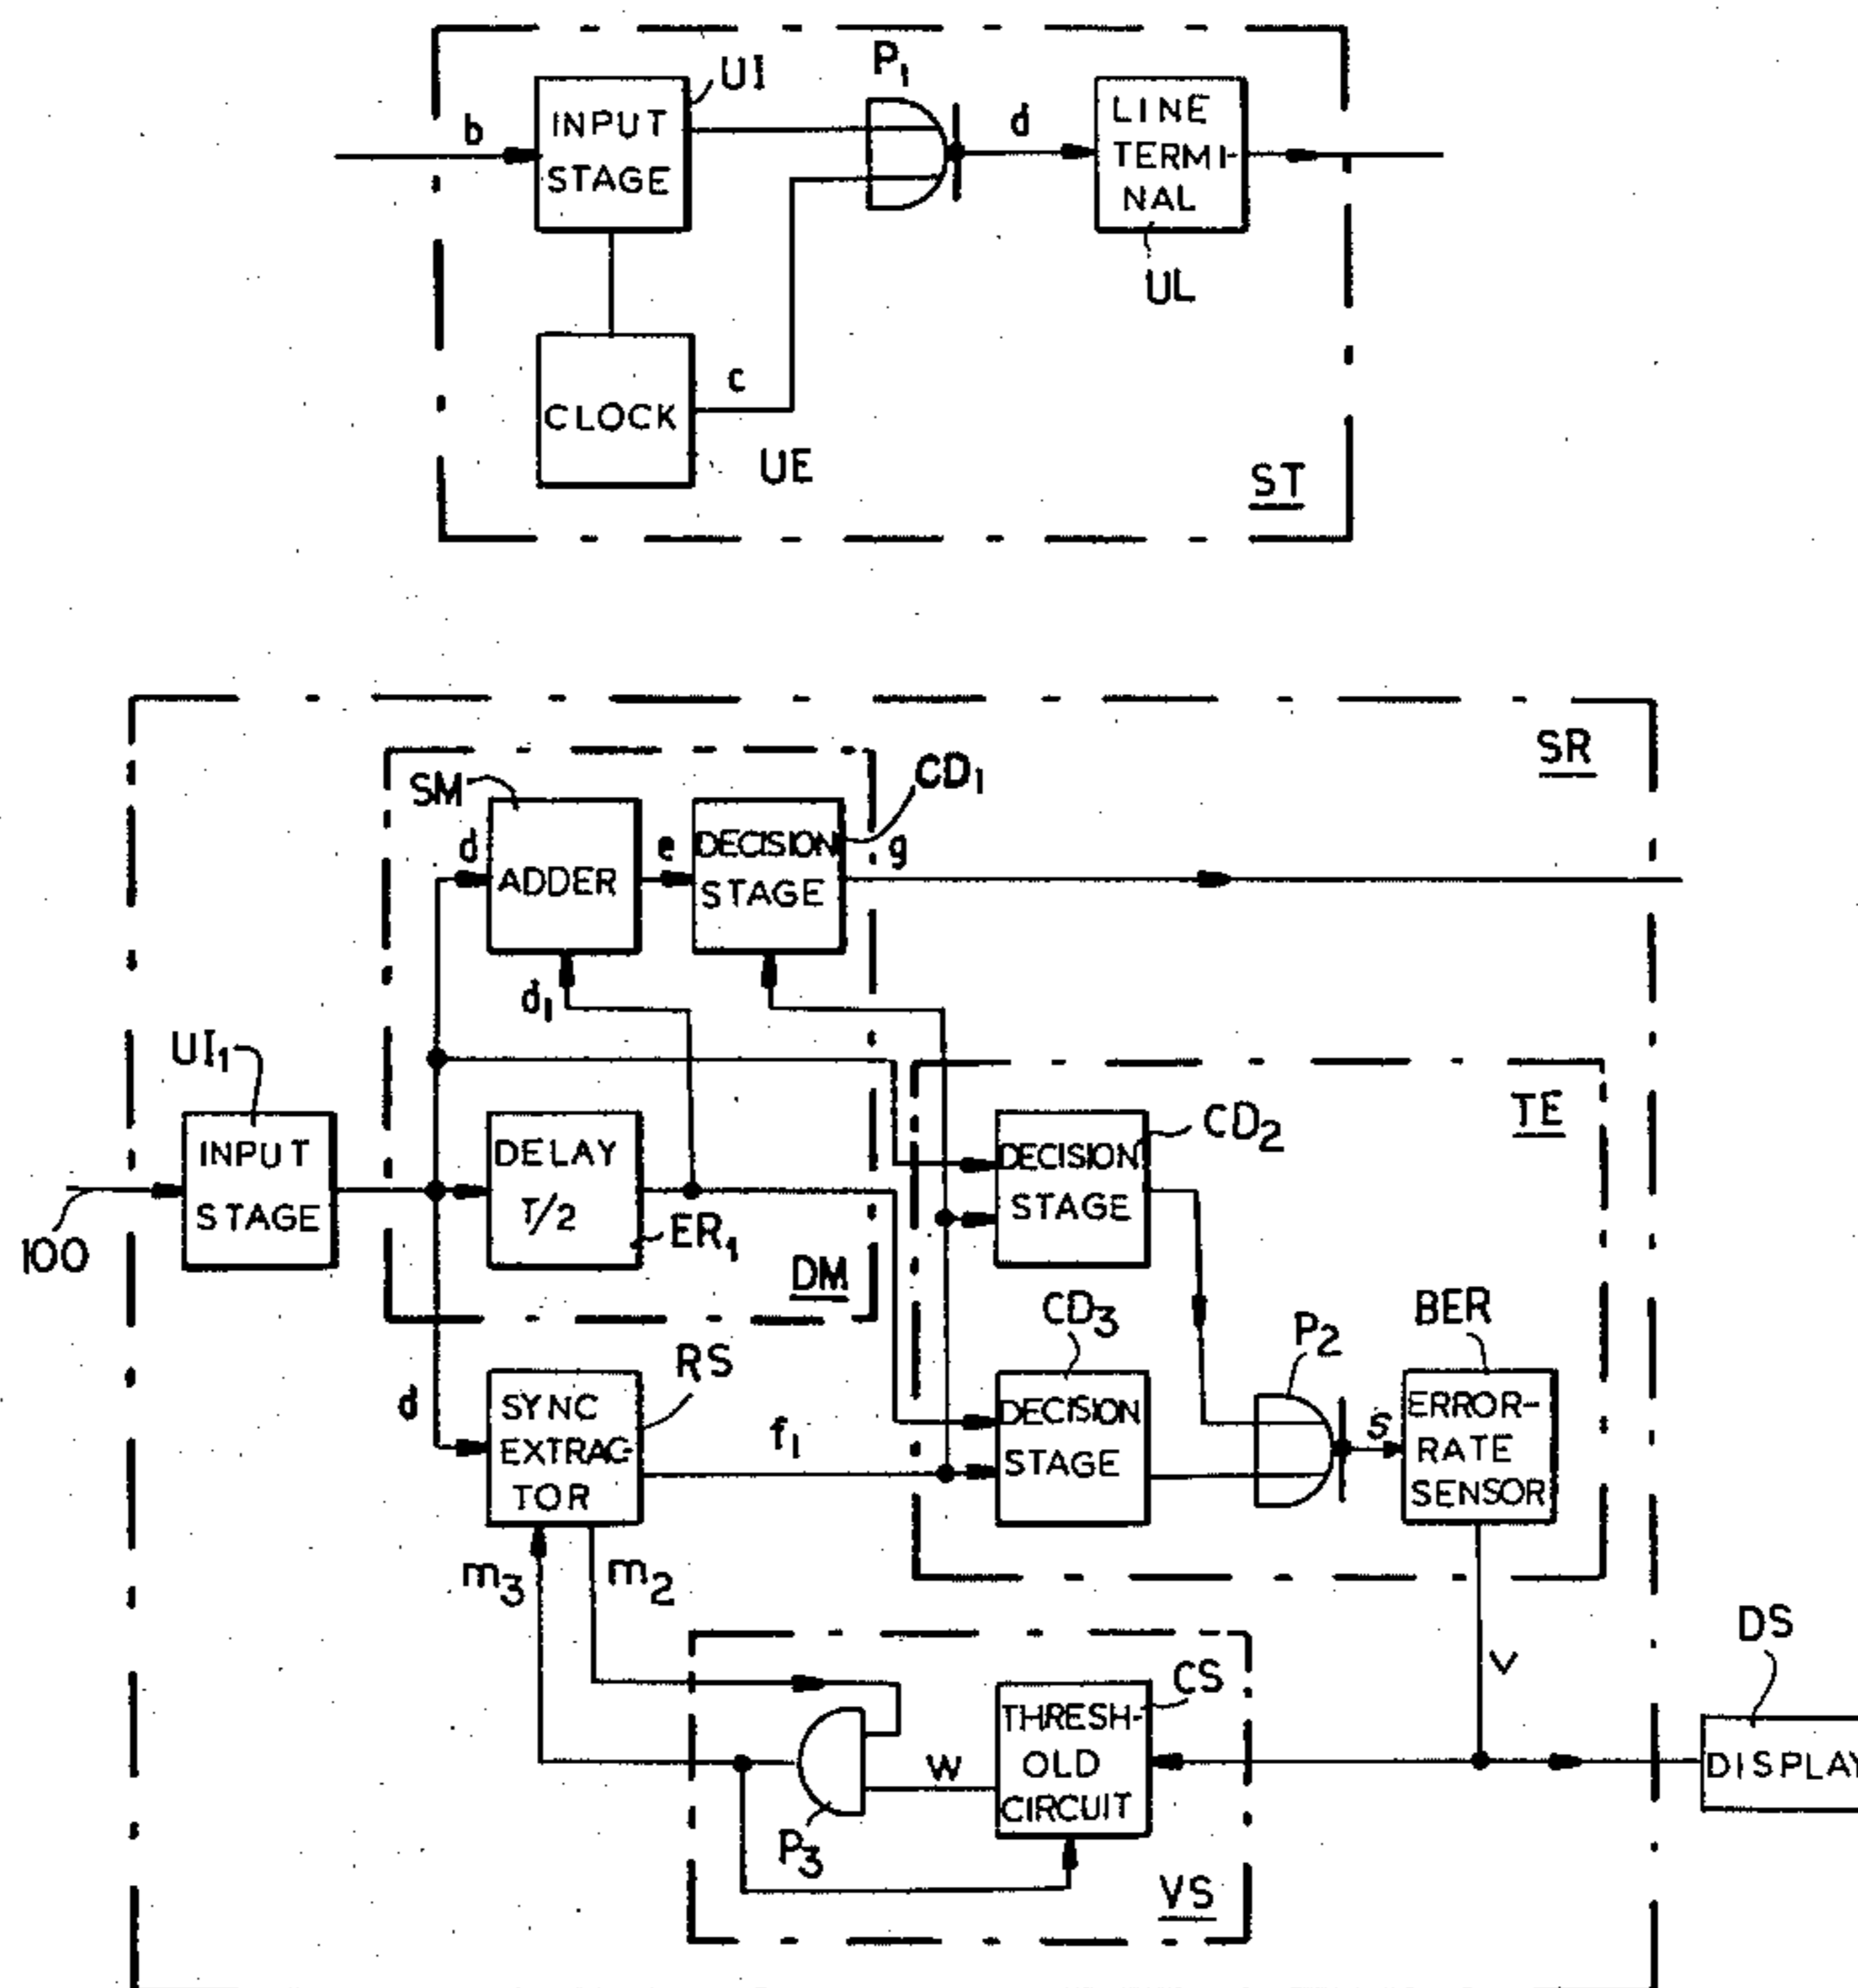 UI
P₁
b
INPUT
STAGE
d
LINE
TERMI-
NAL
UL
CLOCK
c
UE
ST
SR
SM
CD₁
d
ADDER
e
DECISION
STAGE
g
d₁
UI₁
TE
INPUT
STAGE
100
DELAY
T/2
ER₁
DM
DECISION
STAGE
CD₂
CD₃
P₂
BER
RS
d
SYNC
EXTRAC-
TOR
f₁
DECISION
STAGE
S
ERROR-
RATE
SENSOR
m₃
m₂
V
DS
CS
THRESH-
OLD
CIRCUIT
W
P₃
DISPLAY
VS